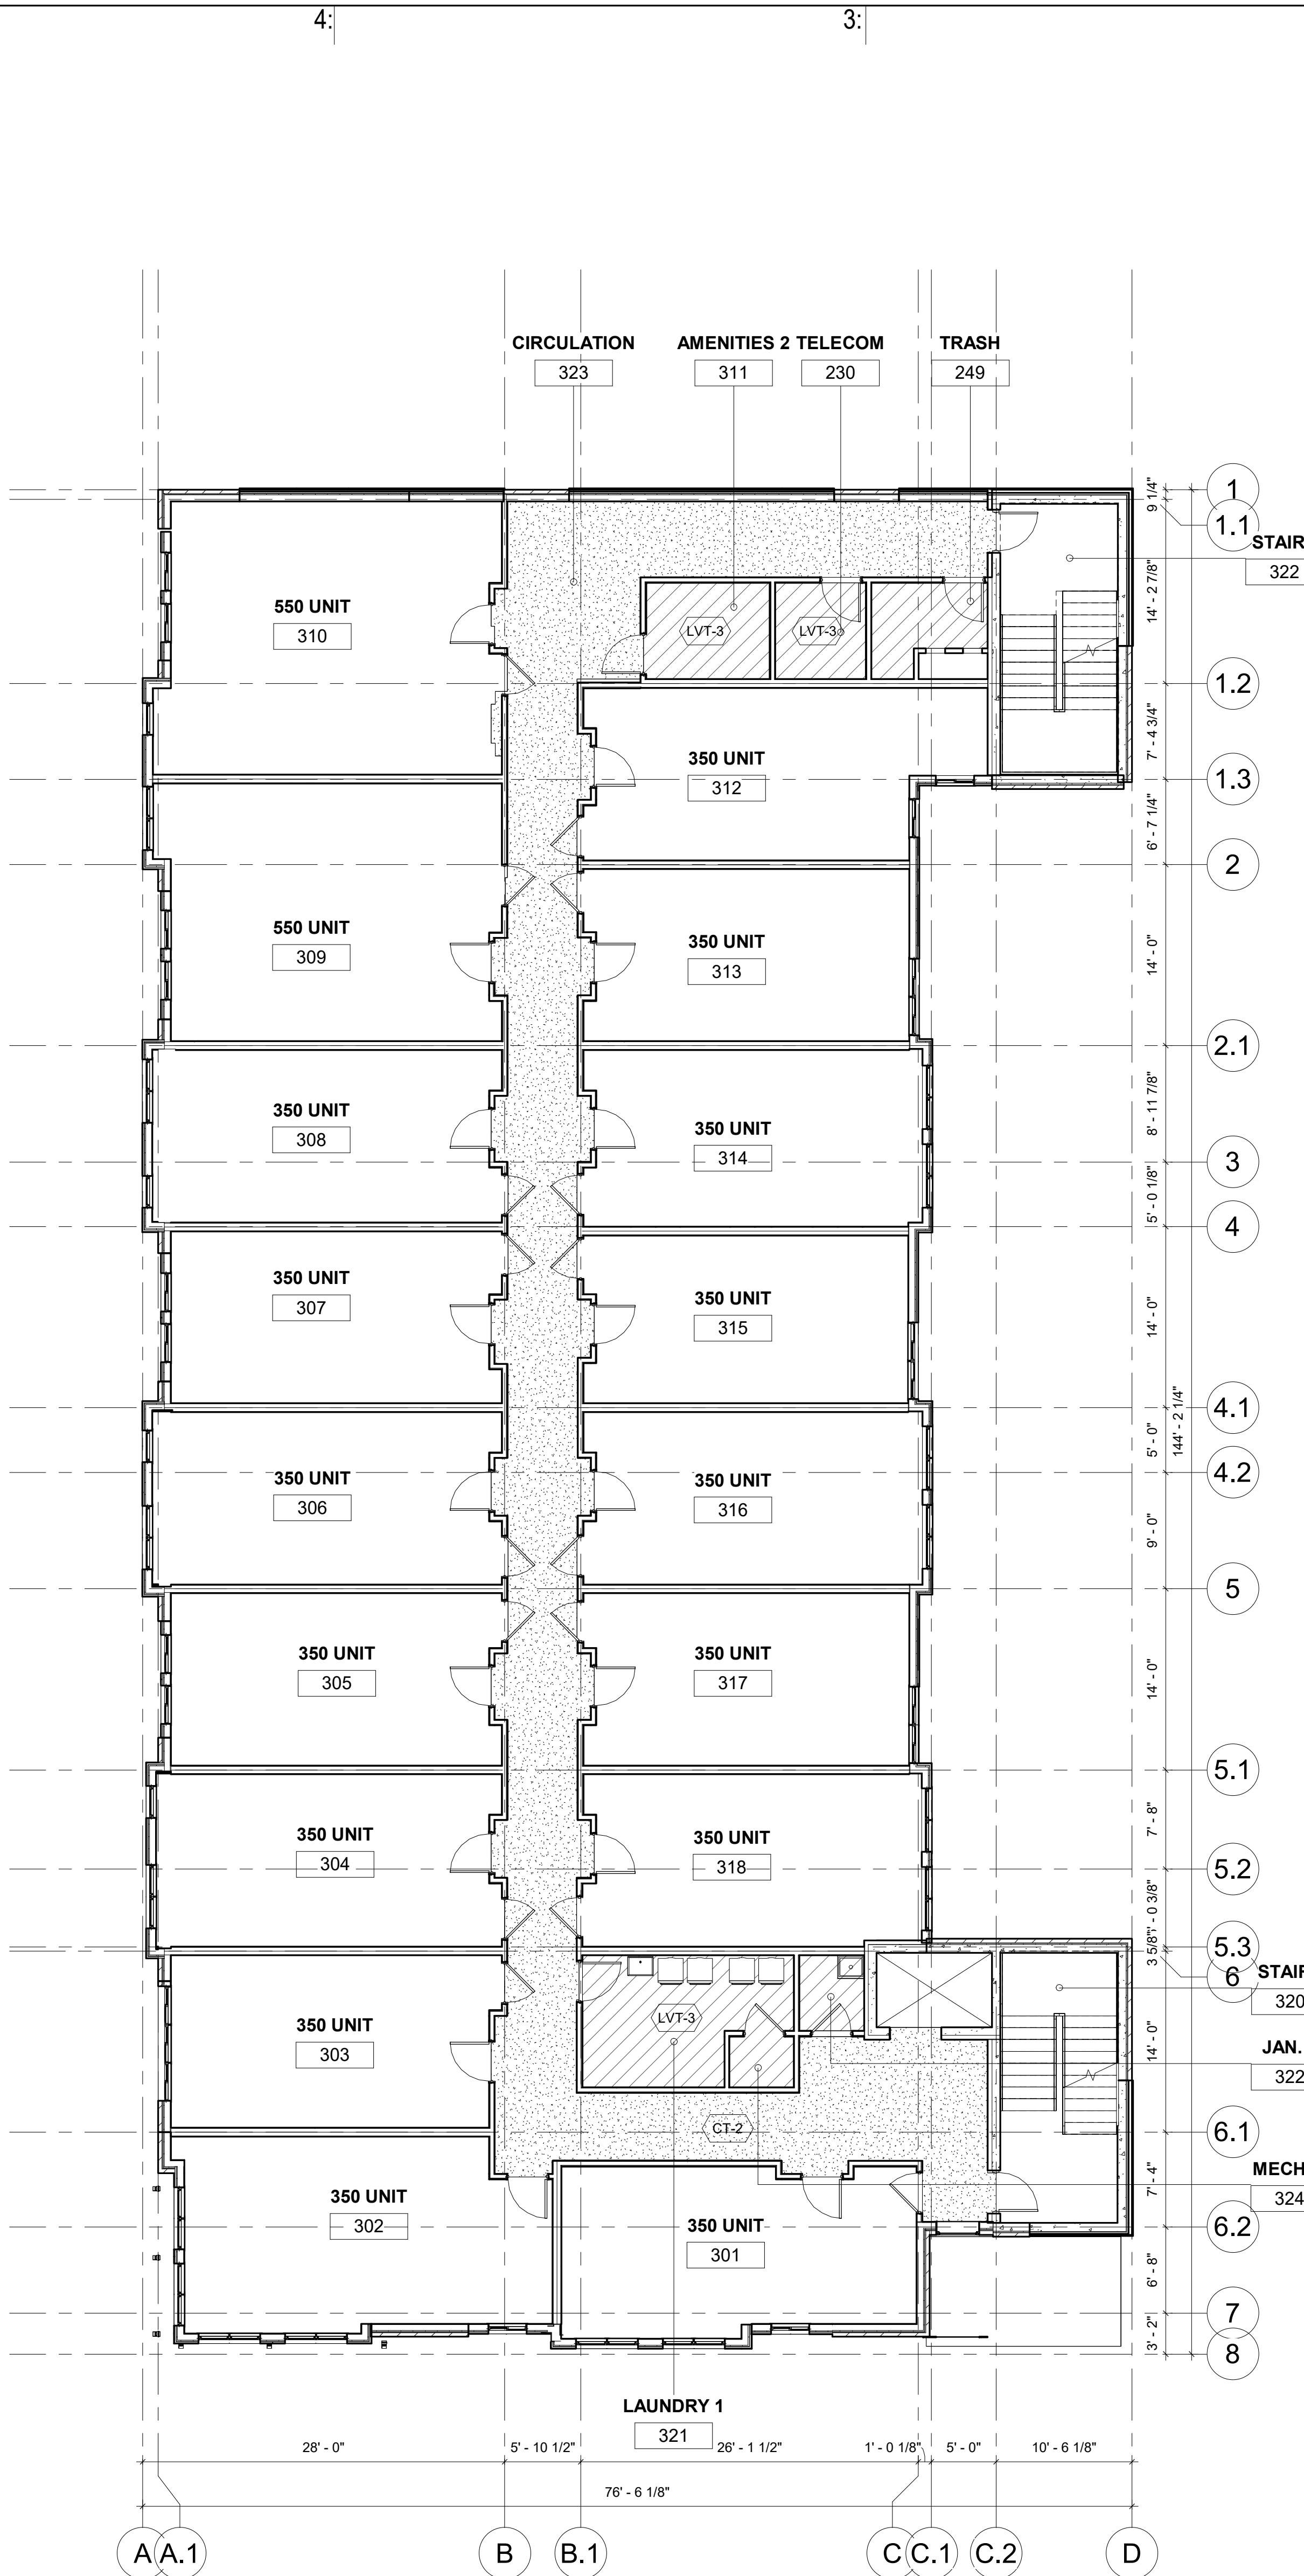 4:
3:
CIRCULATION
323
AMENITIES 2
311
TELECOM
230
TRASH
249
1
9 1/4"
1.1
STAIR
322
14' - 2 7/8"
550 UNIT
310
LVT-3
LVT-3
1.2
7' - 4 3/4"
350 UNIT
312
1.3
6' - 7 1/4"
2
550 UNIT
309
350 UNIT
313
14' - 0"
2.1
350 UNIT
308
350 UNIT
314
8' - 11 7/8"
3
5' - 0 1/8"
4
350 UNIT
307
350 UNIT
315
14' - 0"
144' - 2 1/4"
4.1
5' - 0"
4.2
350 UNIT
306
350 UNIT
316
9' - 0"
5
350 UNIT
305
350 UNIT
317
14' - 0"
5.1
7' - 8"
350 UNIT
304
350 UNIT
318
5.2
0 3/8"
5.3
3 5/8"
6
STAIR
320
LVT-3
350 UNIT
303
14' - 0"
JAN.
322
CT-2
6.1
7' - 4"
MECH
324
350 UNIT
302
350 UNIT
301
6.2
6' - 8"
7
3' - 2"
8
LAUNDRY 1
321
28' - 0"
5' - 10 1/2"
26' - 1 1/2"
1' - 0 1/8"
5' - 0"
10' - 6 1/8"
76' - 6 1/8"
A
A.1
B
B.1
C
C.1
C.2
D